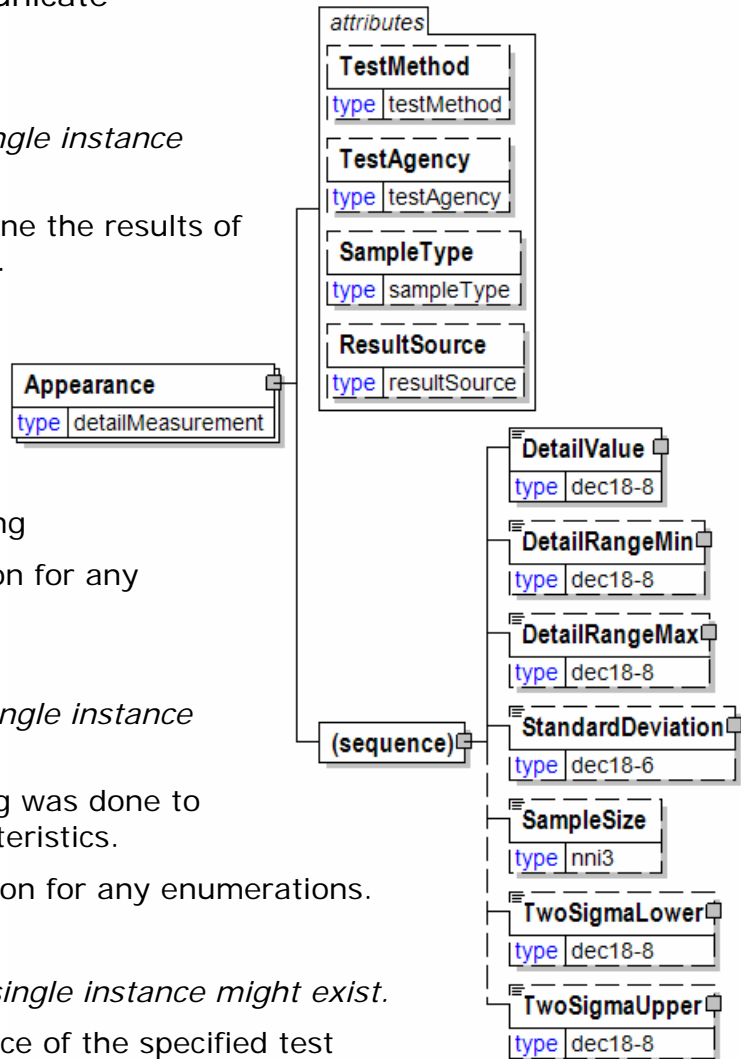 attributes
TestMethod
type testMethod
ngle instance
TestAgency
type testAgency
ne the results of
.
SampleType
type sampleType
ResultSource
type resultSource
Appearance
type detailMeasurement
DetailValue
type dec18-8
ng
on for any
DetailRangeMin
type dec18-8
DetailRangeMax
type dec18-8
ngle instance
(sequence)
StandardDeviation
type dec18-6
g was done to
teristics.
SampleSize
type nni3
on for any enumerations.
TwoSigmaLower
type dec18-8
single instance might exist.
TwoSigmaUpper
type dec18-8
ce of the specified test